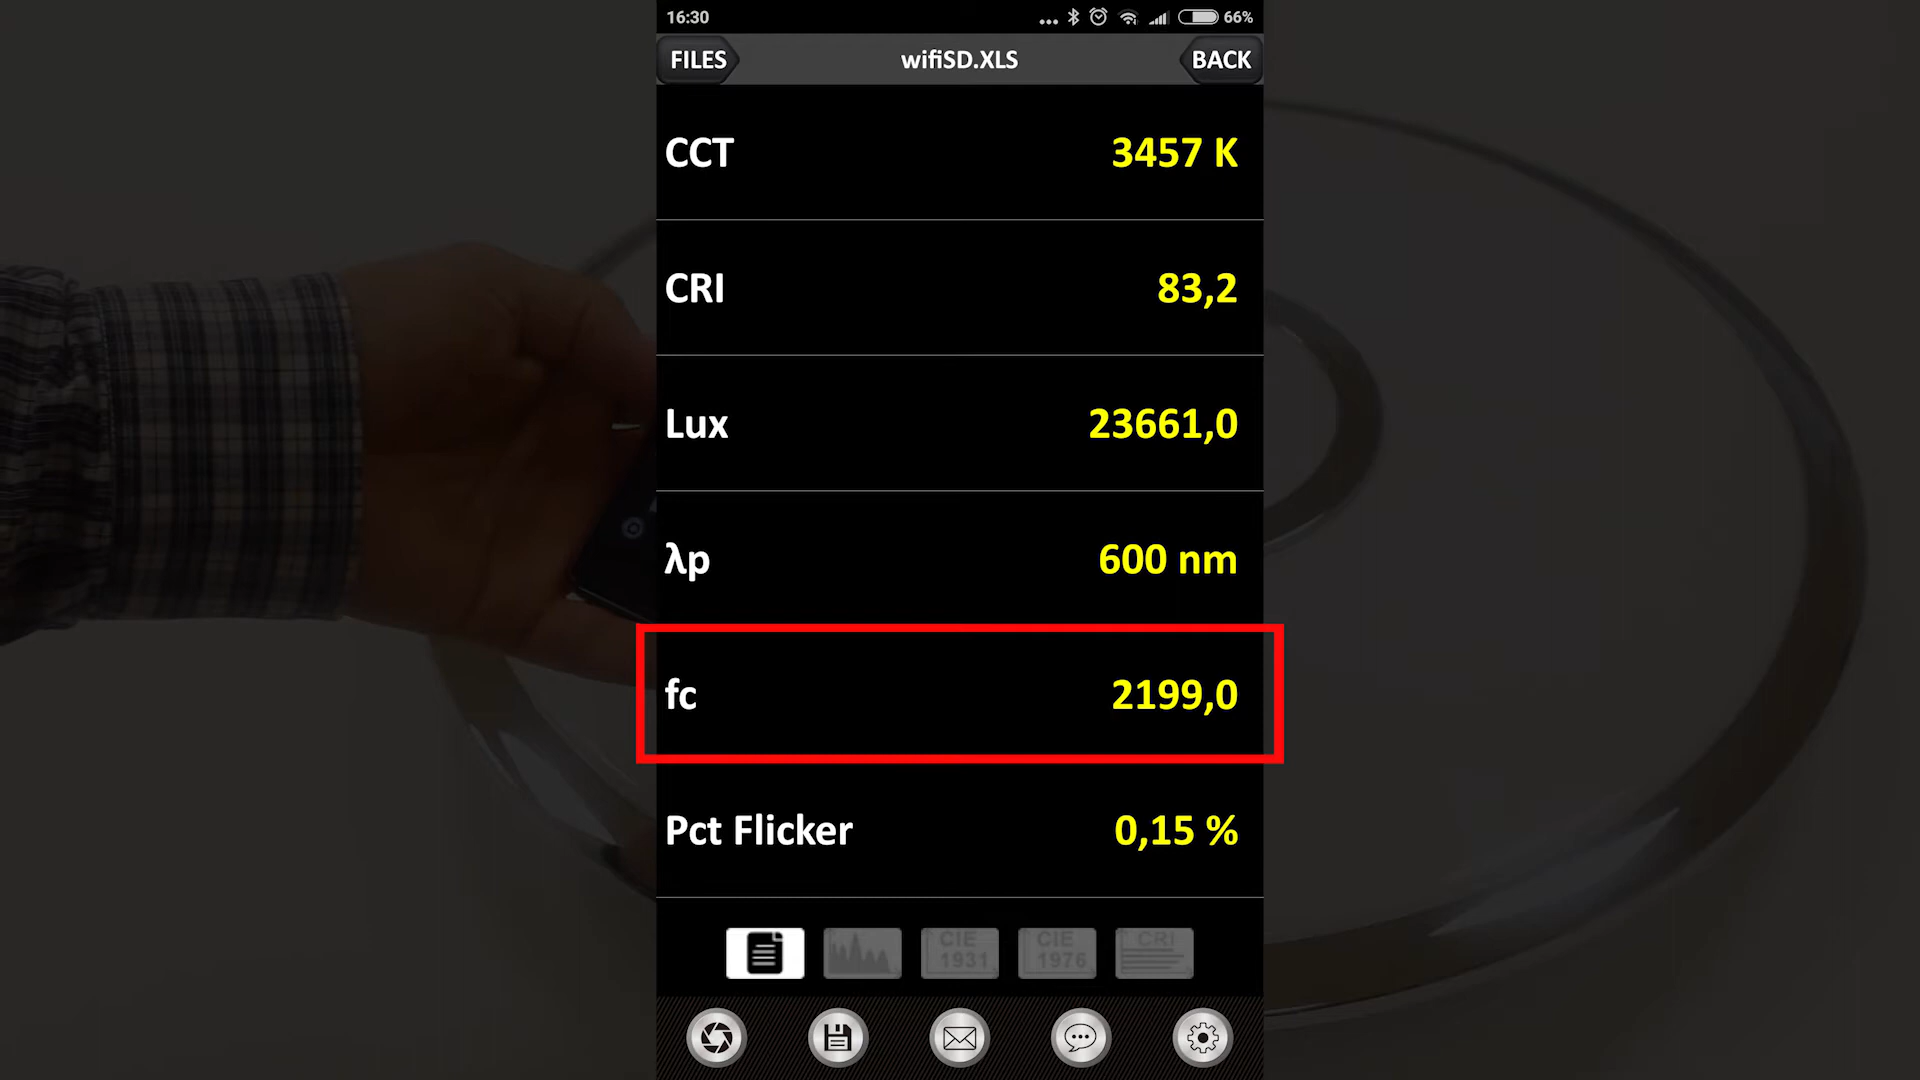 16:30
66%
FILES
wifiSD.XLS
BACK
CCT 3457 K
CRI 83,2
Lux 23661,0
λp 600 nm
fc 2199,0
Pct Flicker 0,15 %
CIE 1931
CIE 1976
CRI